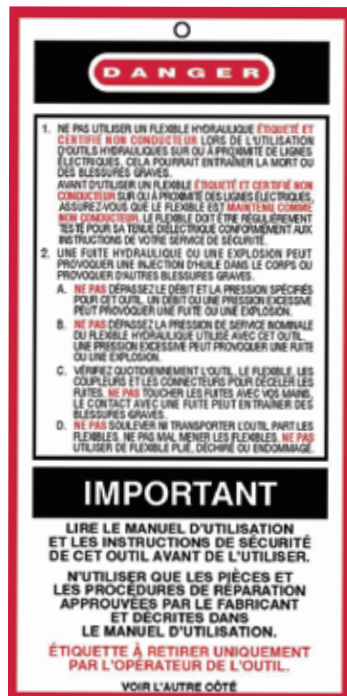 DANGER
1. NE PAS UTILISER UN FLEXIBLE HYDRAULIQUE ÉTIQUETÉ ET
CERTIFIÉ NON CONDUCTEUR LORS DE L'UTILISATION
D'OUTILS HYDRAULIQUES SUR OU À PROXIMITÉ DE LIGNES
ÉLECTRIQUES. CELA POURRAIT ENTRAÎNER LA MORT OU
DES BLESSURES GRAVES.
AVANT D'UTILISER UN FLEXIBLE ÉTIQUETÉ ET CERTIFIÉ NON
CONDUCTEUR SUR OU À PROXIMITÉ DES LIGNES ÉLECTRIQUES,
ASSUREZ-VOUS QUE LE FLEXIBLE EST MAINTENU COMME
NON CONDUCTEUR. LE FLEXIBLE DOIT ÊTRE RÉGULIÈREMENT
TESTÉ POUR SA TENUE DIÉLECTRIQUE CONFORMÉMENT AUX
INSTRUCTIONS DE VOTRE SERVICE DE SÉCURITÉ.
2. UNE FUITE HYDRAULIQUE OU UNE EXPLOSION PEUT
PROVOQUER UNE INJECTION D'HUILE DANS LE CORPS OU
PROVOQUER D'AUTRES BLESSURES GRAVES.
A. NE PAS DÉPASSEZ LE DÉBIT ET LA PRESSION SPÉCIFIÉS
POUR CET OUTIL. UN DÉBIT OU UNE PRESSION EXCESSIVE
PEUT PROVOQUER UNE FUITE OU UNE EXPLOSION.
B. NE PAS DÉPASSEZ LA PRESSION DE SERVICE NOMINALE
DU FLEXIBLE HYDRAULIQUE UTILISÉ AVEC CET OUTIL.
UNE PRESSION EXCESSIVE PEUT PROVOQUER UNE FUITE
OU UNE EXPLOSION.
C. VÉRIFIEZ QUOTIDIENNEMENT L'OUTIL, LE FLEXIBLE, LES
COUPLEURS ET LES CONNECTEURS POUR DÉCELER LES
FUITES. NE PAS TOUCHER LES FUITES AVEC VOS MAINS.
LE CONTACT AVEC UNE FUITE PEUT ENTRAÎNER DES
BLESSURES GRAVES.
D. NE PAS SOULEVER NI TRANSPORTER L'OUTIL PART LES
FLEXIBLES. NE PAS MAL MENER LES FLEXIBLES. NE PAS
UTILISER DE FLEXIBLE PLIÉ, DÉCHIRÉ OU ENDOMMAGÉ.
IMPORTANT
LIRE LE MANUEL D'UTILISATION
ET LES INSTRUCTIONS DE SÉCURITÉ
DE CET OUTIL AVANT DE L'UTILISER.
N'UTILISER QUE LES PIÈCES ET
LES PROCÉDURES DE RÉPARATION
APPROUVÉES PAR LE FABRICANT
ET DÉCRITES DANS
LE MANUEL D'UTILISATION.
ÉTIQUETTE À RETIRER UNIQUEMENT
PAR L'OPÉRATEUR DE L'OUTIL.
VOIR L'AUTRE CÔTÉ